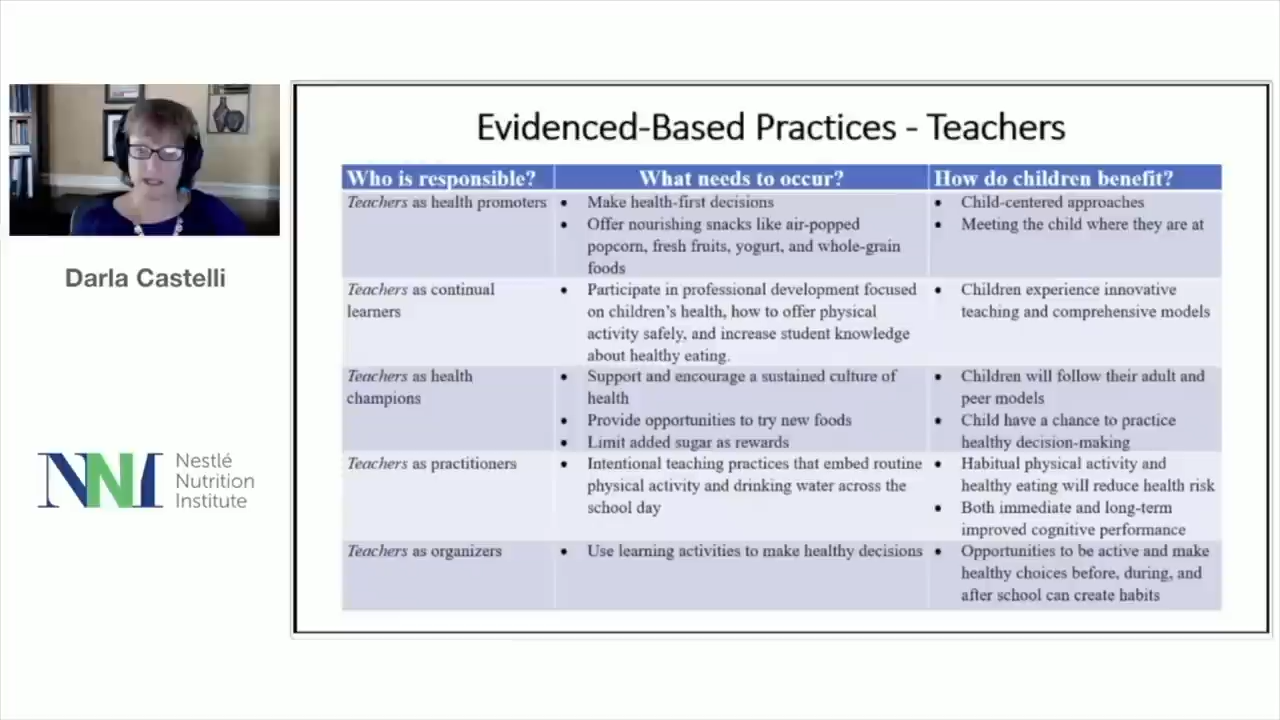 Evidenced-Based Practices - Teachers
Who is responsible?
What needs to occur?
How do children benefit?
Teachers as health promoters
• Make health-first decisions
• Offer nourishing snacks like air-popped
popcorn, fresh fruits, yogurt, and whole-grain
foods
• Child-centered approaches
• Meeting the child where they are at
Teachers as continual
learners
• Participate in professional development focused
on children's health, how to offer physical
activity safely, and increase student knowledge
about healthy eating.
• Children experience innovative
teaching and comprehensive models
Teachers as health
champions
• Support and encourage a sustained culture of
health
• Provide opportunities to try new foods
• Limit added sugar as rewards
• Children will follow their adult and
peer models
• Child have a chance to practice
healthy decision-making
Teachers as practitioners
• Intentional teaching practices that embed routine
physical activity and drinking water across the
school day
• Habitual physical activity and
healthy eating will reduce health risk
• Both immediate and long-term
improved cognitive performance
Teachers as organizers
• Use learning activities to make healthy decisions
• Opportunities to be active and make
healthy choices before, during, and
after school can create habits
Darla Castelli
NNI
Nestlé
Nutrition
Institute